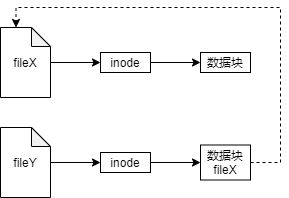 fileX
inode
数据块
fileY
inode
数据块
fileX